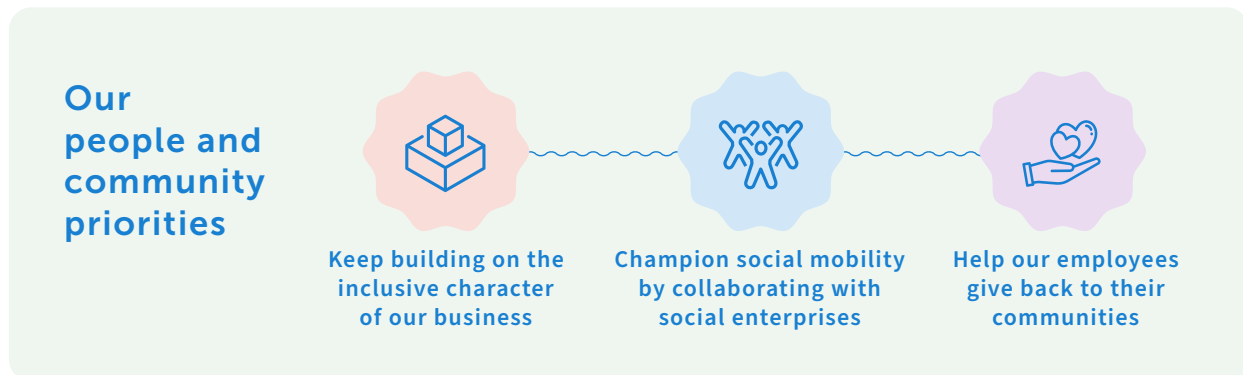 Our
people and
community
priorities
Keep building on the
inclusive character
of our business
Champion social mobility
by collaborating with
social enterprises
Help our employees
give back to their
communities